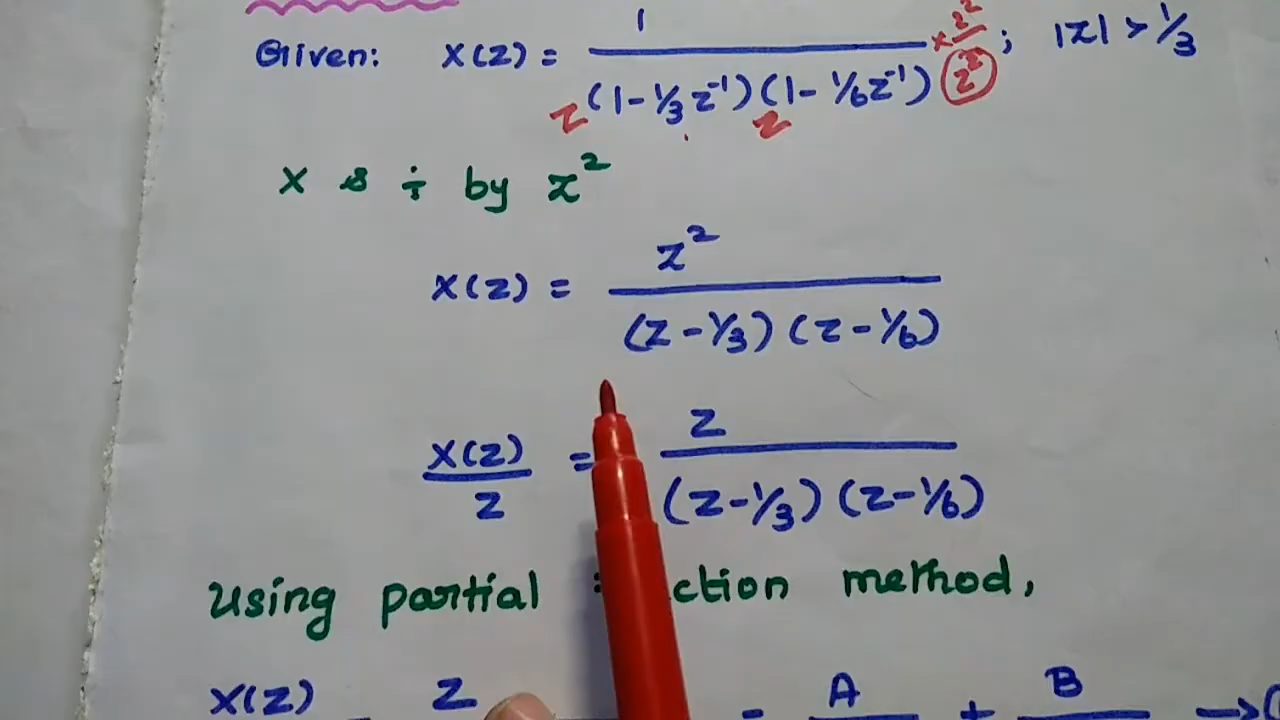 Given: X(Z) = 1 / (1 - 1/3 z⁻¹) (1 - 1/6 z⁻¹) × z² / z² ; |Z| > 1/3
z z
X & ÷ by z²
X(Z) = z² / (z - 1/3) (z - 1/6)
X(Z) / z = z / (z - 1/3) (z - 1/6)
Using partial ction method,
X(Z) z = A + B →